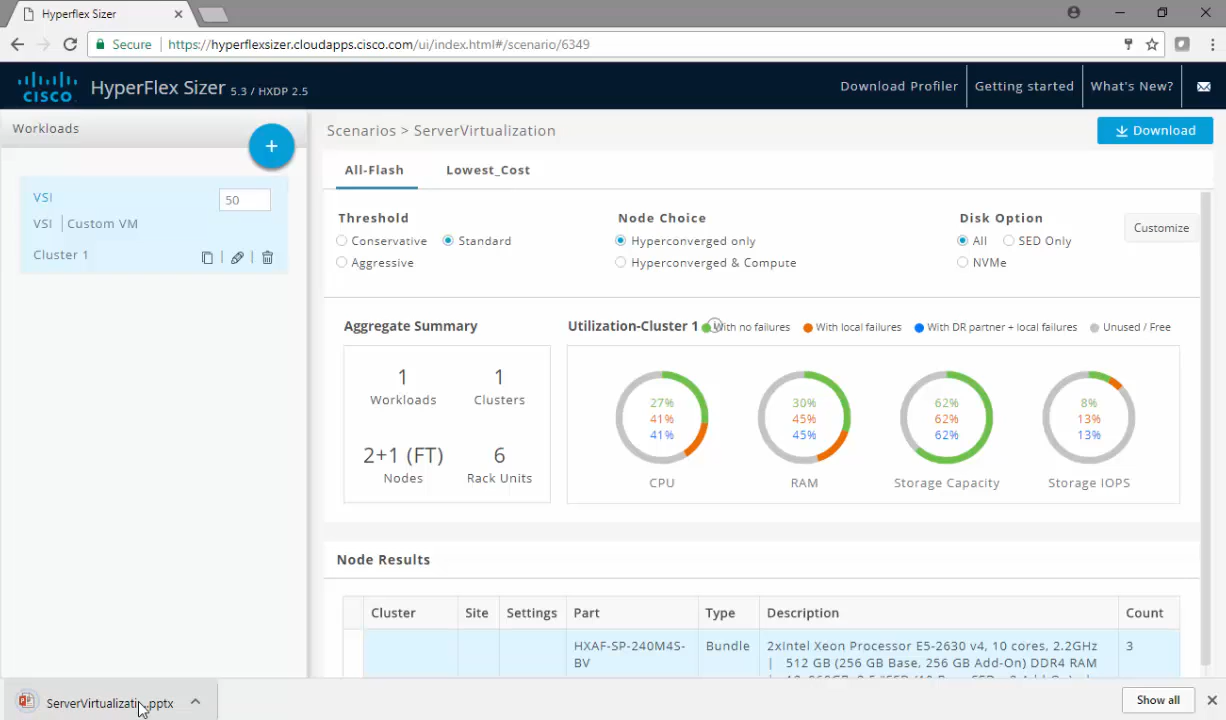 Hyperflex Sizer
Secure https://hyperflexsizer.cloudapps.cisco.com/ui/index.html#/scenario/6349
CISCO HyperFlex Sizer 5.3 / HXDP 2.5 Download Profiler Getting started What's New?
Workloads
+
Scenarios > ServerVirtualization
Download
All-Flash Lowest_Cost
VSI 50
VSI Custom VM
Cluster 1
Threshold Node Choice Disk Option
Conservative Standard Hyperconverged only All SED Only
Customize
Aggressive Hyperconverged & Compute NVMe
Aggregate Summary Utilization-Cluster 1 With no failures With local failures With DR partner + local failures Unused / Free
1 1
Workloads Clusters
2+1 (FT) 6
Nodes Rack Units
27% 30% 62% 8%
41% 45% 62% 13%
41% 45% 62% 13%
CPU RAM Storage Capacity Storage IOPS
Node Results
Cluster Site Settings Part Type Description Count
HXAF-SP-240M4S- Bundle 2xIntel Xeon Processor E5-2630 v4, 10 cores, 2.2GHz 3
BV | 512 GB (256 GB Base, 256 GB Add-On) DDR4 RAM
ServerVirtualizati .pptx
Show all